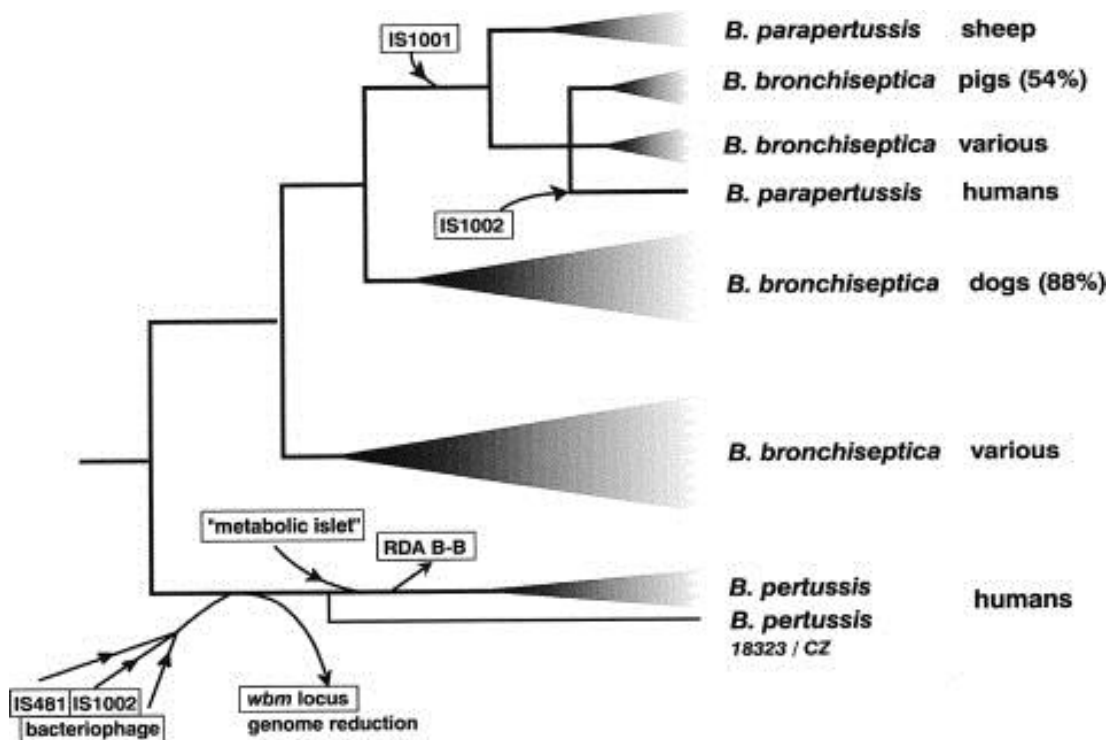 IS1001
B. parapertussis sheep
B. bronchiseptica pigs (54%)
B. bronchiseptica various
B. parapertussis humans
IS1002
B. bronchiseptica dogs (88%)
B. bronchiseptica various
"metabolic islet"
RDA B-B
B. pertussis
humans
B. pertussis
18323 / CZ
IS481 IS1002
bacteriophage
wbm locus
genome reduction